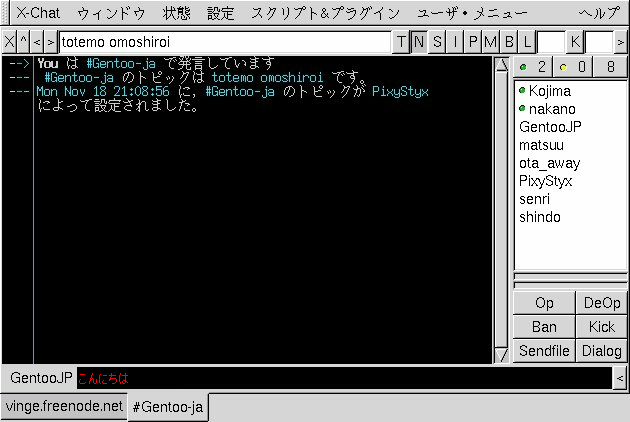 X-Chat ウィンドウ 状態 設定 スクリプト&プラグイン ユーザ・メニュー ヘルプ
X ^ < > totemo omoshiroi T N S I P M B L K >
--> You は #Gentoo-ja で発言しています
--- #Gentoo-ja のトピックは totemo omoshiroi です。
--- Mon Nov 18 21:08:56 に, #Gentoo-ja のトピックが PixyStyx
によって設定されました。
2 0 8
Kojima
nakano
GentooJP
matsuu
ota_away
PixyStyx
senri
shindo
Op DeOp
Ban Kick
Sendfile Dialog
GentooJP こんにちは <
vinge.freenode.net #Gentoo-ja